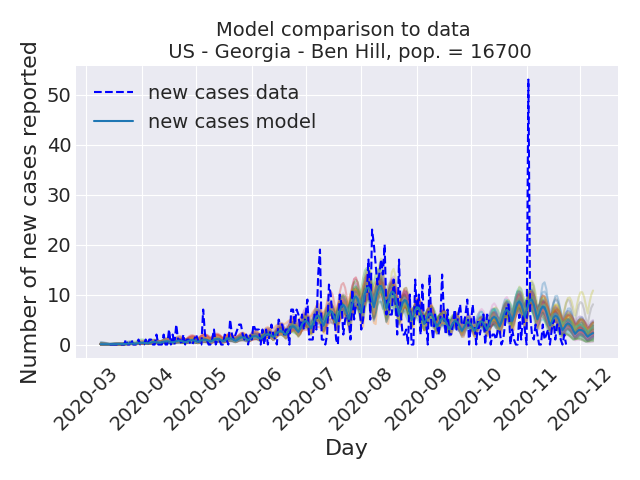 Model comparison to data
US - Georgia - Ben Hill, pop. = 16700
new cases data
new cases model
Number of new cases reported
50
40
30
20
10
0
2020-03
2020-04
2020-05
2020-06
2020-07
2020-08
2020-09
2020-10
2020-11
2020-12
Day